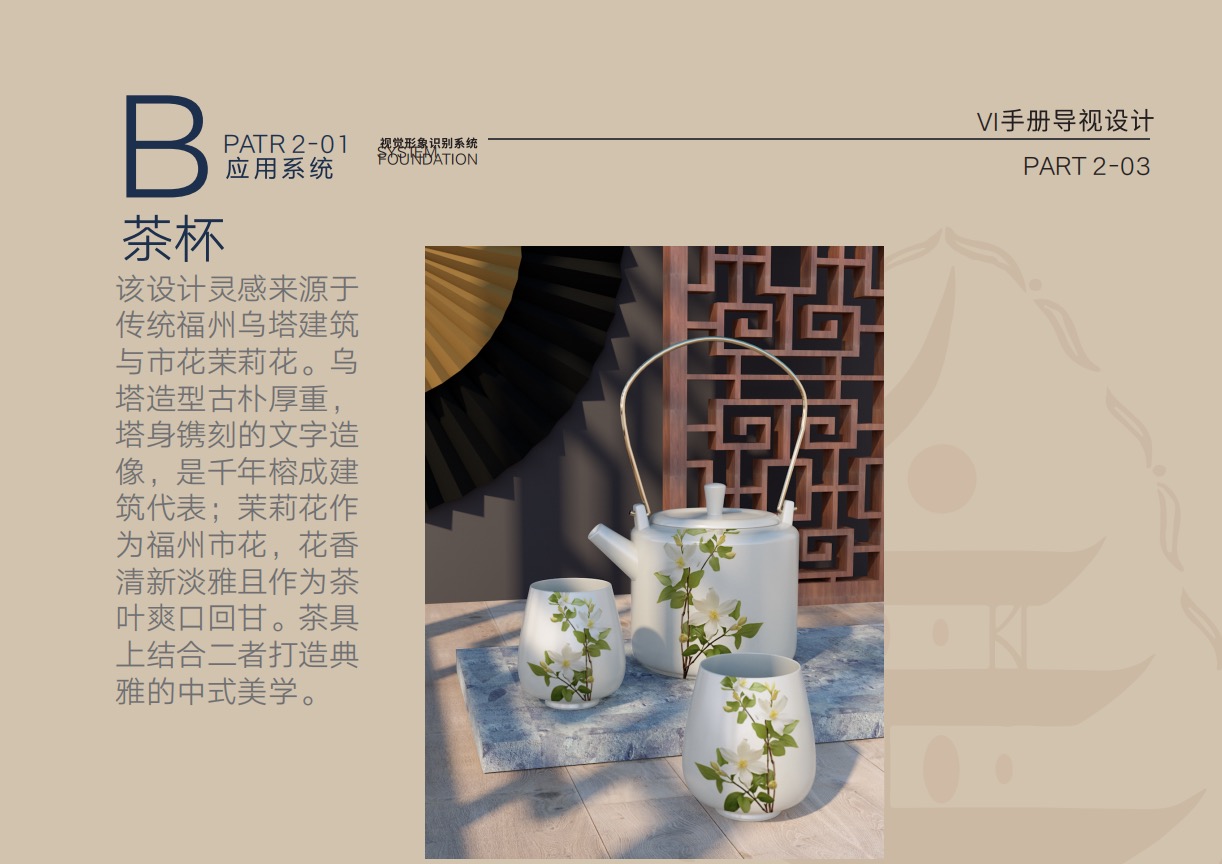 B
PATR 2-01
应用系统
视觉形象识别系统
SYSTEM
FOUNDATION
VI手册导视设计
PART 2-03
茶杯
该设计灵感来源于
传统福州乌塔建筑
与市花茉莉花。乌
塔造型古朴厚重，
塔身镌刻的文字造
像，是千年榕成建
筑代表；茉莉花作
为福州市花，花香
清新淡雅且作为茶
叶爽口回甘。茶具
上结合二者打造典
雅的中式美学。